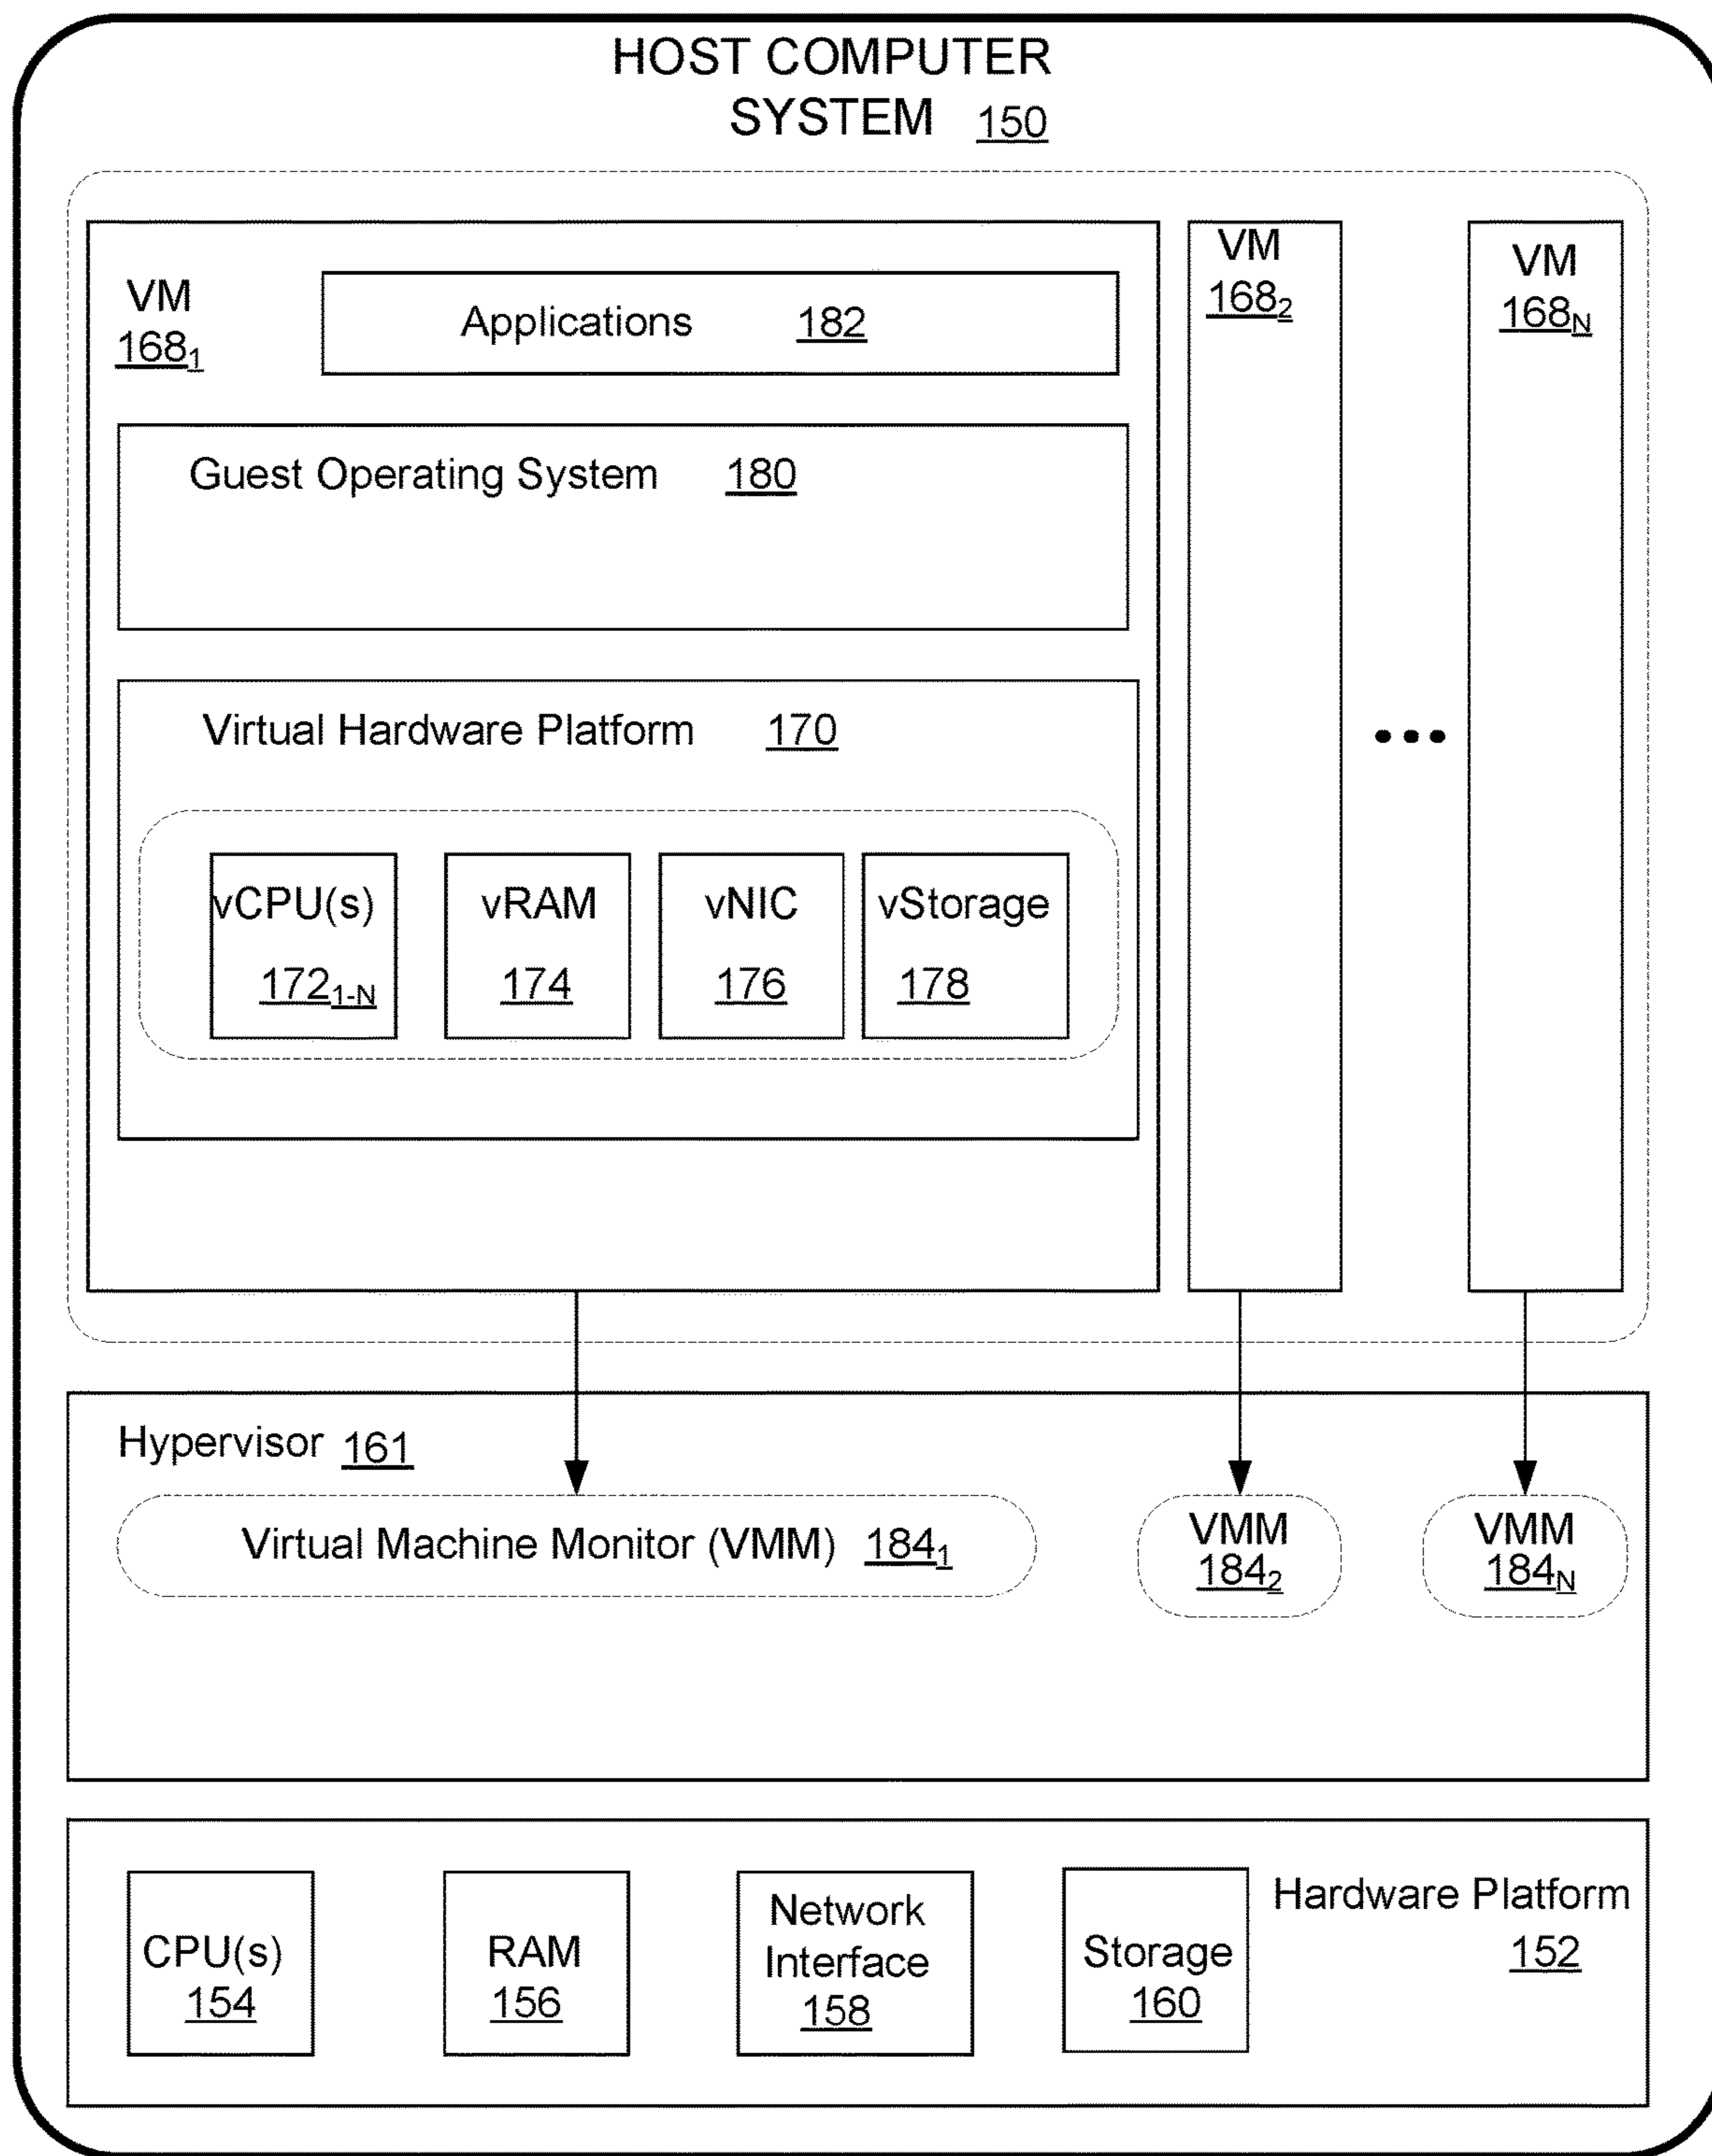 HOST COMPUTER
SYSTEM 150
VM
168₁
Applications 182
Guest Operating System 180
Virtual Hardware Platform 170
vCPU(s)
172₁₋N
vRAM
174
vNIC
176
vStorage
178
VM
168₂
...
VM
168N
Hypervisor 161
Virtual Machine Monitor (VMM) 184₁
VMM
184₂
VMM
184N
CPU(s)
154
RAM
156
Network
Interface
158
Storage
160
Hardware Platform
152